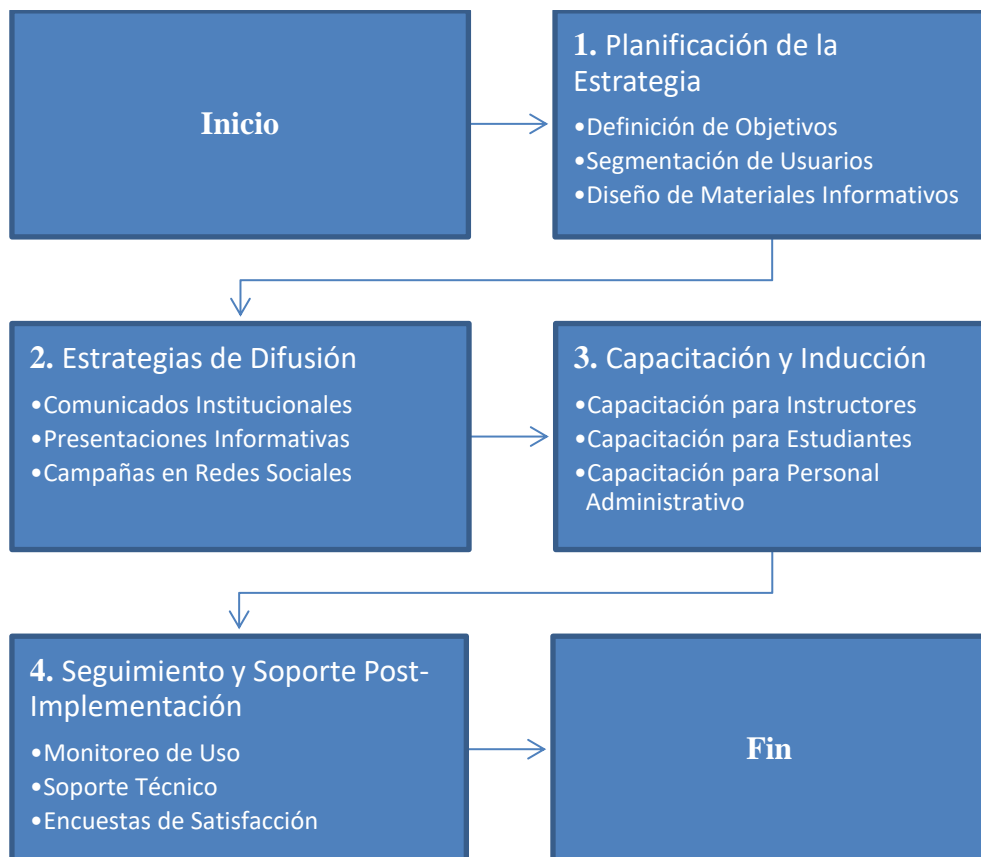 Inicio
1. Planificación de la
Estrategia
•Definición de Objetivos
•Segmentación de Usuarios
•Diseño de Materiales Informativos
2. Estrategias de Difusión
•Comunicados Institucionales
•Presentaciones Informativas
•Campañas en Redes Sociales
3. Capacitación y Inducción
•Capacitación para Instructores
•Capacitación para Estudiantes
•Capacitación para Personal
Administrativo
4. Seguimiento y Soporte Post-
Implementación
•Monitoreo de Uso
•Soporte Técnico
•Encuestas de Satisfacción
Fin